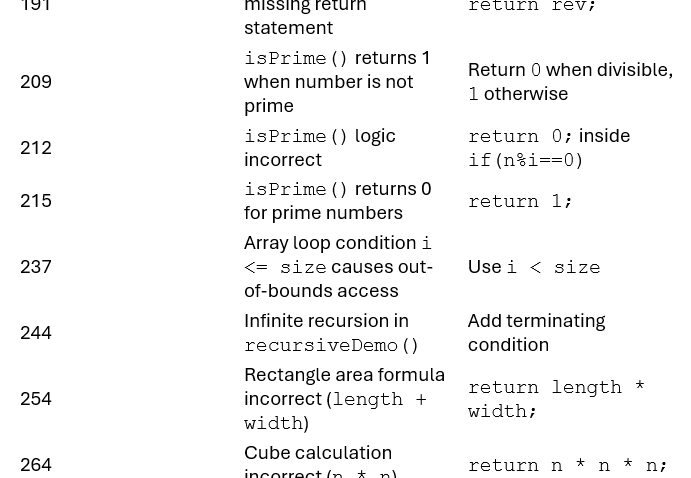 191
missing return
statement
return rev;
209
isPrime() returns 1
when number is not
prime
Return 0 when divisible,
1 otherwise
212
isPrime() logic
incorrect
return 0; inside
if(n%i==0)
215
isPrime() returns 0
for prime numbers
return 1;
237
Array loop condition i
<= size causes out-
of-bounds access
Use i < size
244
Infinite recursion in
recursiveDemo()
Add terminating
condition
254
Rectangle area formula
incorrect (length +
width)
return length *
width;
264
Cube calculation
incorrect (n * n)
return n * n * n;